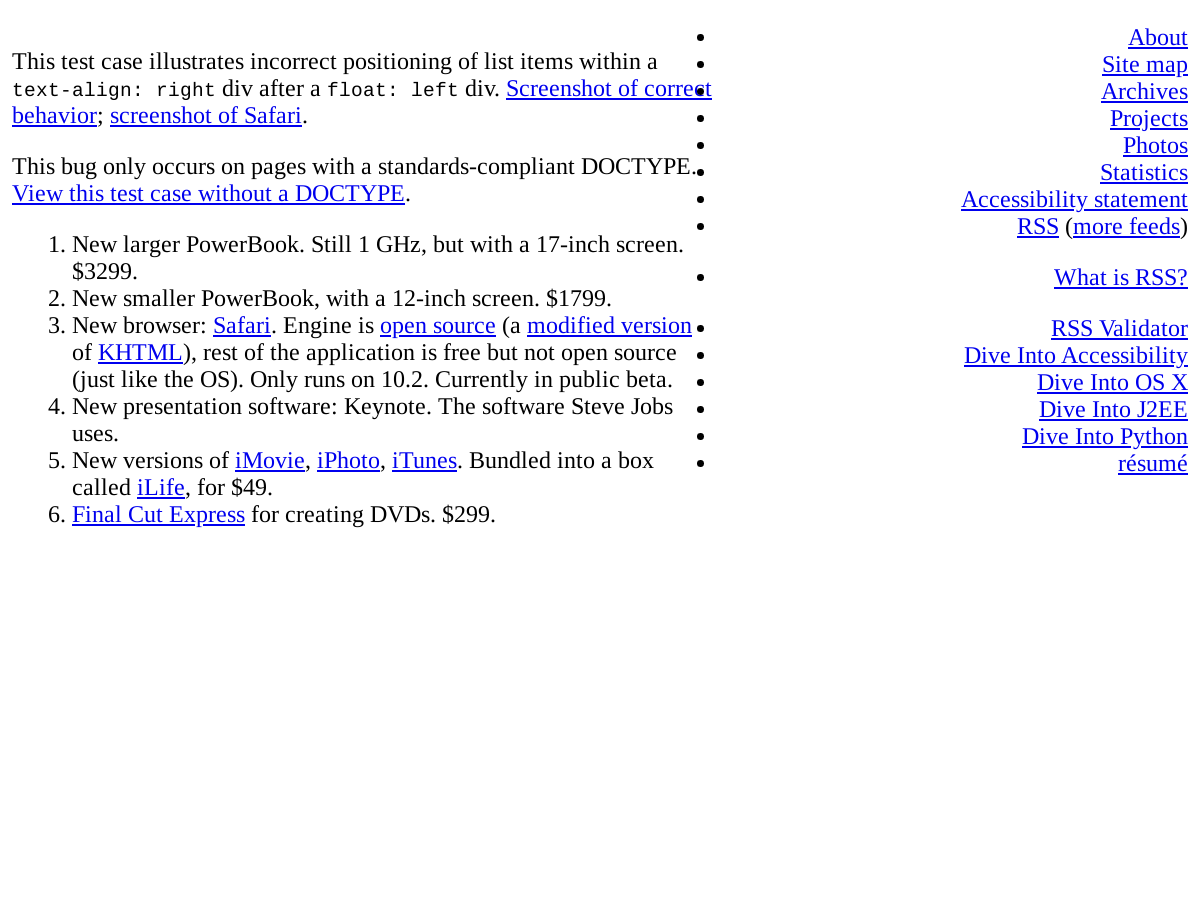 This test case illustrates incorrect positioning of list items within a
text-align: right div after a float: left div. Screenshot of correct
behavior; screenshot of Safari.
This bug only occurs on pages with a standards-compliant DOCTYPE.
View this test case without a DOCTYPE.
1. New larger PowerBook. Still 1 GHz, but with a 17-inch screen.
$3299.
2. New smaller PowerBook, with a 12-inch screen. $1799.
3. New browser: Safari. Engine is open source (a modified version
of KHTML), rest of the application is free but not open source
(just like the OS). Only runs on 10.2. Currently in public beta.
4. New presentation software: Keynote. The software Steve Jobs
uses.
5. New versions of iMovie, iPhoto, iTunes. Bundled into a box
called iLife, for $49.
6. Final Cut Express for creating DVDs. $299.
• About
• Site map
• Archives
• Projects
• Photos
• Statistics
• Accessibility statement
• RSS (more feeds)
• What is RSS?
• RSS Validator
• Dive Into Accessibility
• Dive Into OS X
• Dive Into J2EE
• Dive Into Python
• résumé